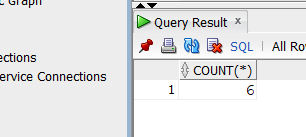 c Graph
Query Result ×
ections
SQL | All Ro
ervice Connections
COUNT(*)
1 6